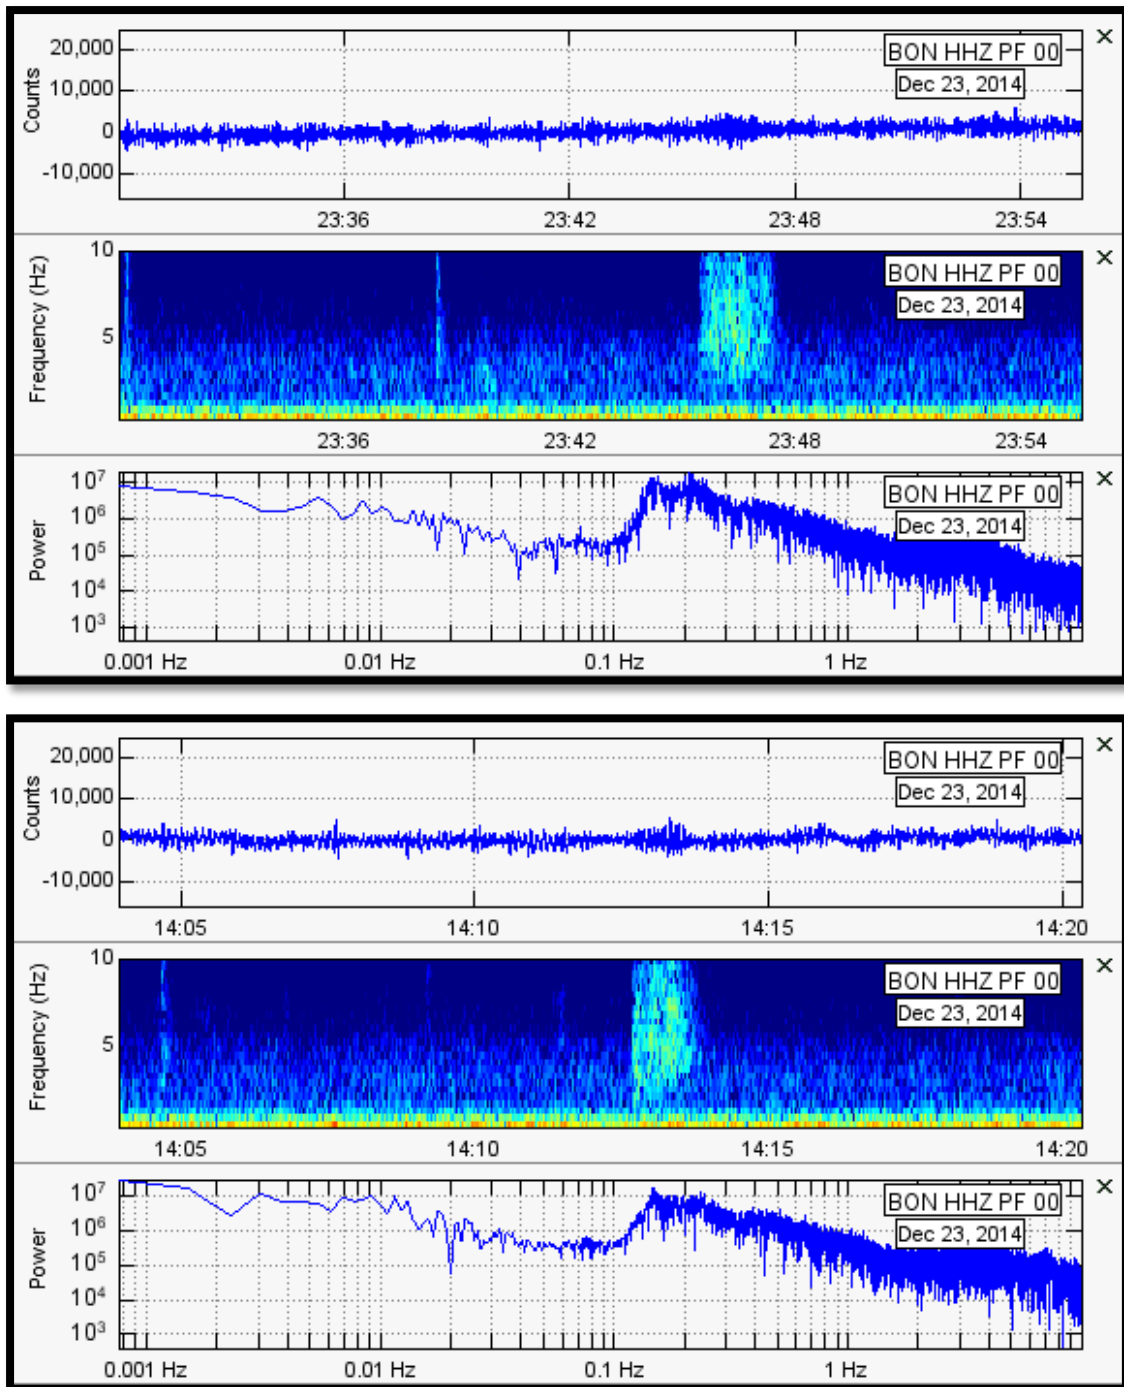 20,000
10,000
0
-10,000
Counts
BON HHZ PF 00
Dec 23, 2014
×
23:36 23:42 23:48 23:54
10
5
Frequency (Hz)
BON HHZ PF 00
Dec 23, 2014
×
23:36 23:42 23:48 23:54
10⁷
10⁶
10⁵
10⁴
10³
Power
BON HHZ PF 00
Dec 23, 2014
×
0.001 Hz 0.01 Hz 0.1 Hz 1 Hz
20,000
10,000
0
-10,000
Counts
BON HHZ PF 00
Dec 23, 2014
×
14:05 14:10 14:15 14:20
10
5
Frequency (Hz)
BON HHZ PF 00
Dec 23, 2014
×
14:05 14:10 14:15 14:20
10⁷
10⁶
10⁵
10⁴
10³
Power
BON HHZ PF 00
Dec 23, 2014
×
0.001 Hz 0.01 Hz 0.1 Hz 1 Hz